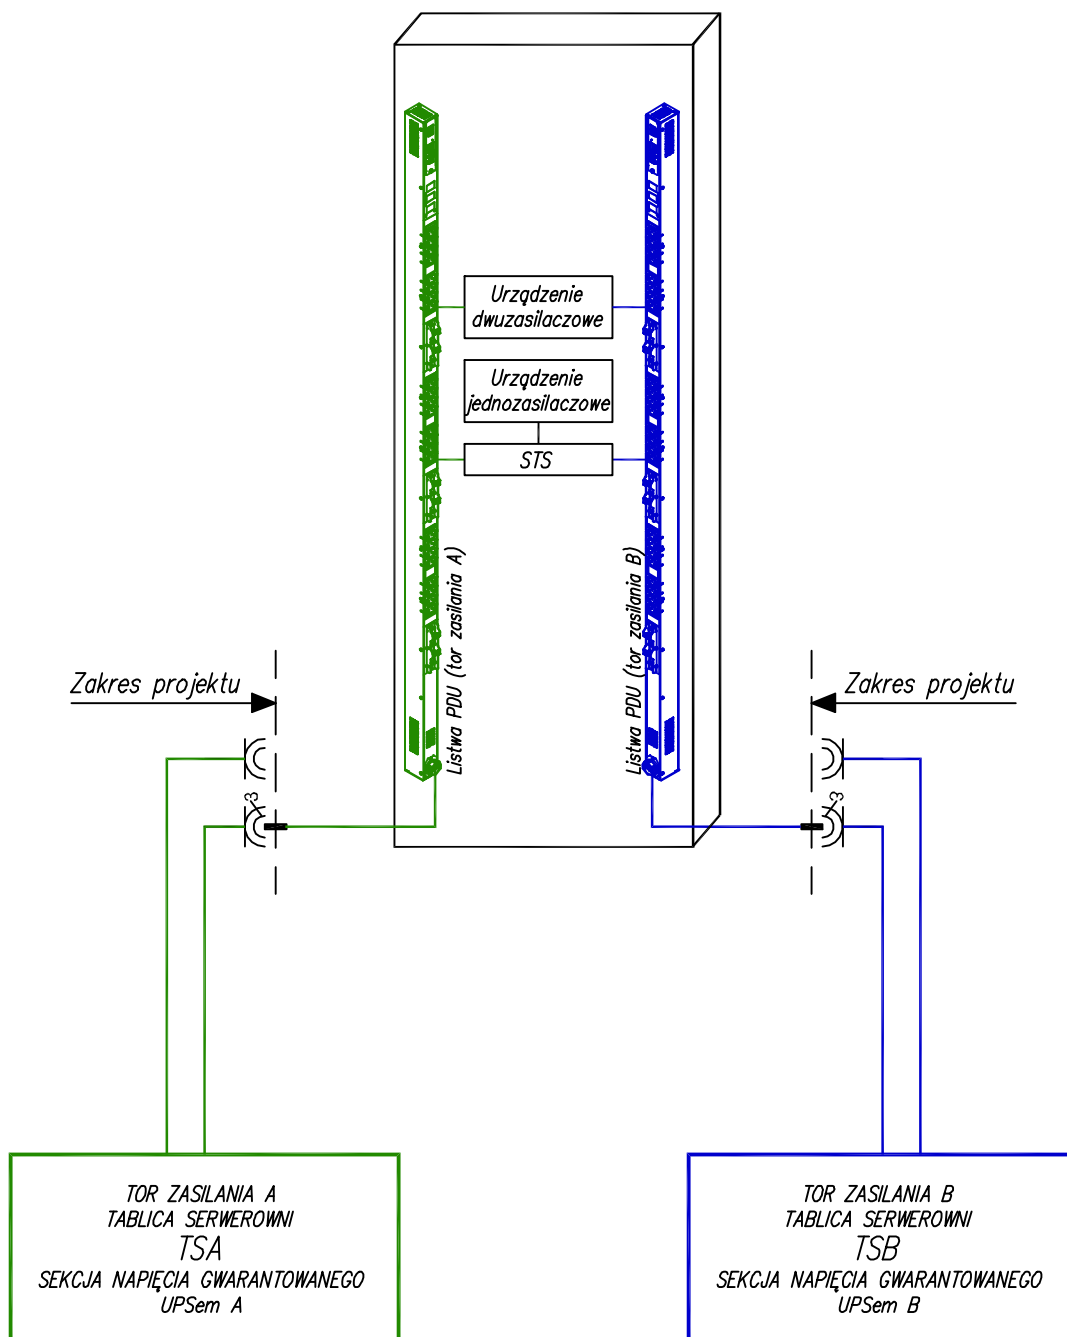 Urządzenie
dwuzasilaczowe
Urządzenie
jednozasilaczowe
STS
Listwa PDU (tor zasilania A)
Listwa PDU (tor zasilania B)
Zakres projektu
Zakres projektu
3
3
TOR ZASILANIA A
TABLICA SERWEROWNI
TSA
SEKCJA NAPIĘCIA GWARANTOWANEGO
UPSem A
TOR ZASILANIA B
TABLICA SERWEROWNI
TSB
SEKCJA NAPIĘCIA GWARANTOWANEGO
UPSem B